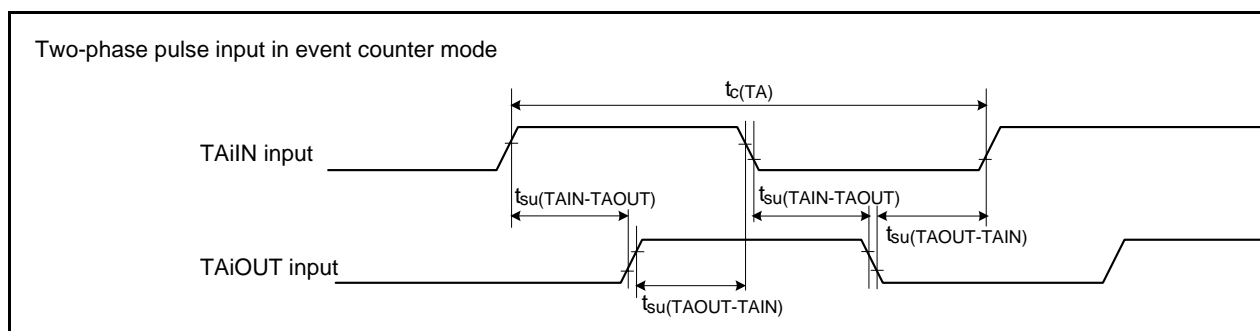 Two-phase pulse input in event counter mode
tc(TA)
TAiIN input
tsu(TAIN-TAOUT)
tsu(TAIN-TAOUT)
tsu(TAOUT-TAIN)
TAiOUT input
tsu(TAOUT-TAIN)